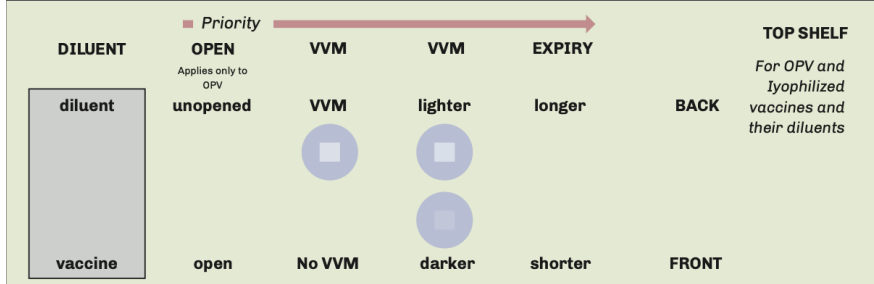 Priority
DILUENT OPEN VVM VVM EXPIRY TOP SHELF
Applies only to
OPV
For OPV and
Iyophilized
vaccines and
their diluents
diluent unopened VVM lighter longer BACK
vaccine open No VVM darker shorter FRONT